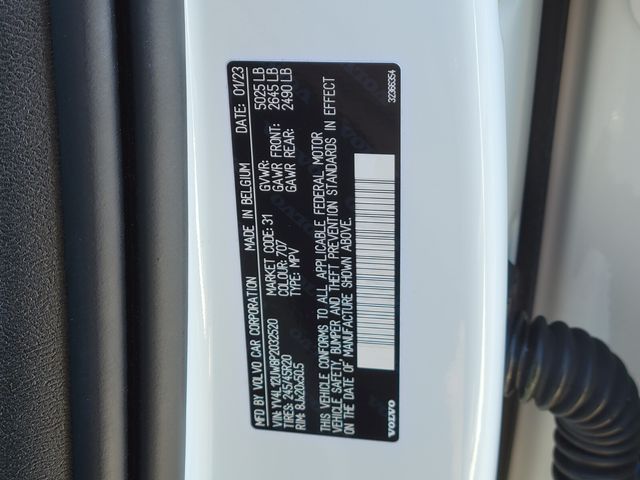 MFD BY VOLVO CAR CORPORATION MADE IN BELGIUM DATE: 01/23
VIN: YV4L12UW8P2032520 MARKET CODE: 31 GVWR: 5025 LB
TIRES: 245/45R20 COLOUR: 707 GAWR FRONT: 2645 LB
RIM: 8Jx20x50.5 TYPE: MPV GAWR REAR: 2490 LB
THIS VEHICLE CONFORMS TO ALL APPLICABLE FEDERAL MOTOR
VEHICLE SAFETY, BUMPER AND THEFT PREVENTION STANDARDS IN EFFECT
ON THE DATE OF MANUFACTURE SHOWN ABOVE.
VOLVO 32366354